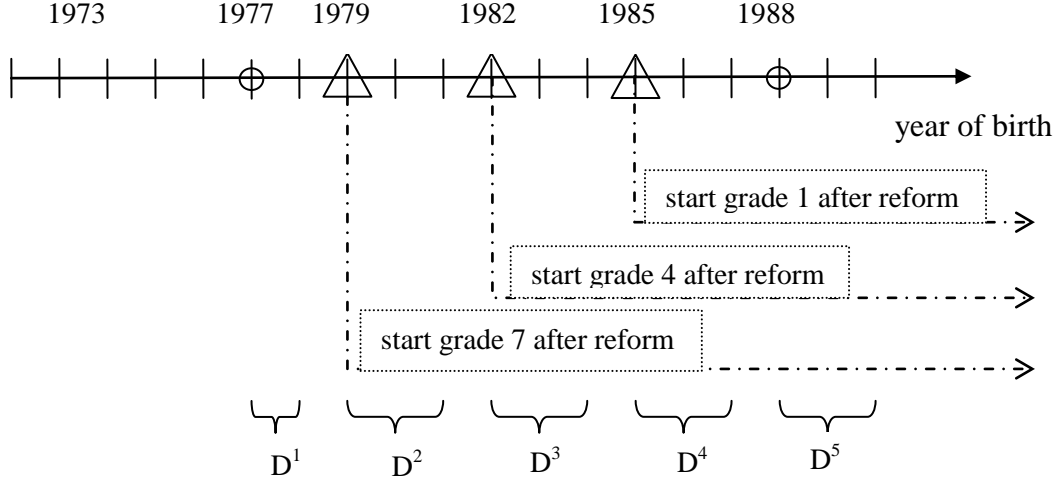 1973 1977 1979 1982 1985 1988
year of birth
start grade 1 after reform
start grade 4 after reform
start grade 7 after reform
D¹ D² D³ D⁴ D⁵